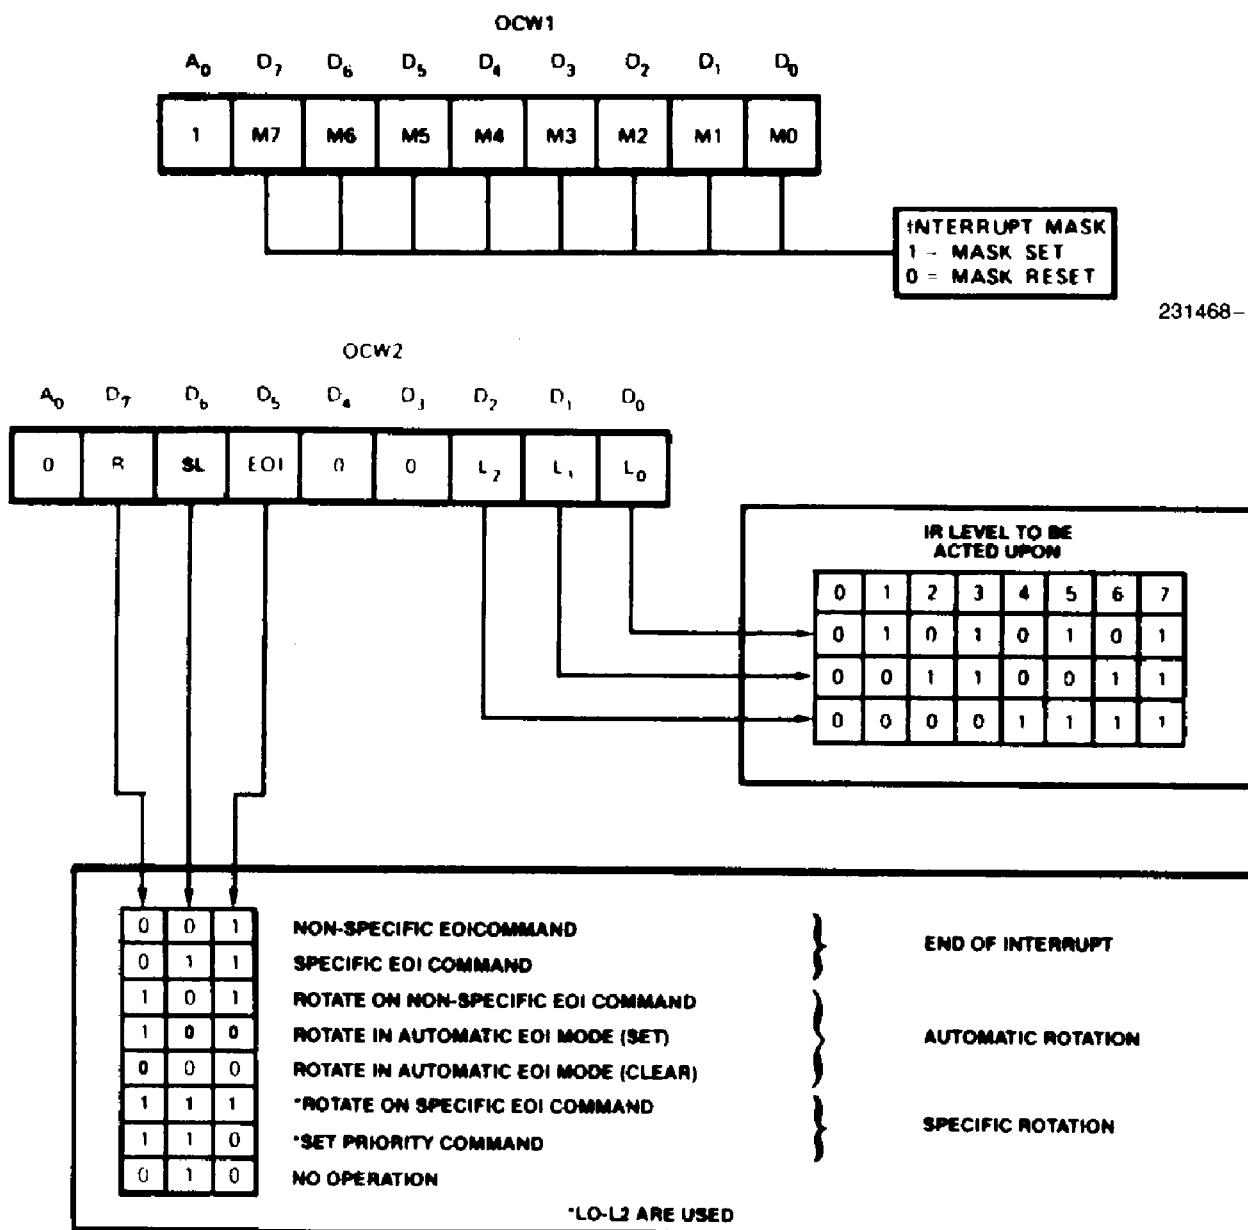 OCW1
A0 D7 D6 D5 D4 D3 D2 D1 D0
1 M7 M6 M5 M4 M3 M2 M1 M0
INTERRUPT MASK
1 – MASK SET
0 = MASK RESET
231468–
OCW2
A0 D7 D6 D5 D4 D3 D2 D1 D0
0 R SL EOI 0 0 L2 L1 L0
IR LEVEL TO BE
ACTED UPON
0 1 2 3 4 5 6 7
0 1 0 1 0 1 0 1
0 0 1 1 0 0 1 1
0 0 0 0 1 1 1 1
0 0 1 NON-SPECIFIC EOICOMMAND
0 1 1 SPECIFIC EOI COMMAND
END OF INTERRUPT
1 0 1 ROTATE ON NON-SPECIFIC EOI COMMAND
1 0 0 ROTATE IN AUTOMATIC EOI MODE (SET)
0 0 0 ROTATE IN AUTOMATIC EOI MODE (CLEAR)
AUTOMATIC ROTATION
1 1 1 *ROTATE ON SPECIFIC EOI COMMAND
1 1 0 *SET PRIORITY COMMAND
SPECIFIC ROTATION
0 1 0 NO OPERATION
*LO-L2 ARE USED